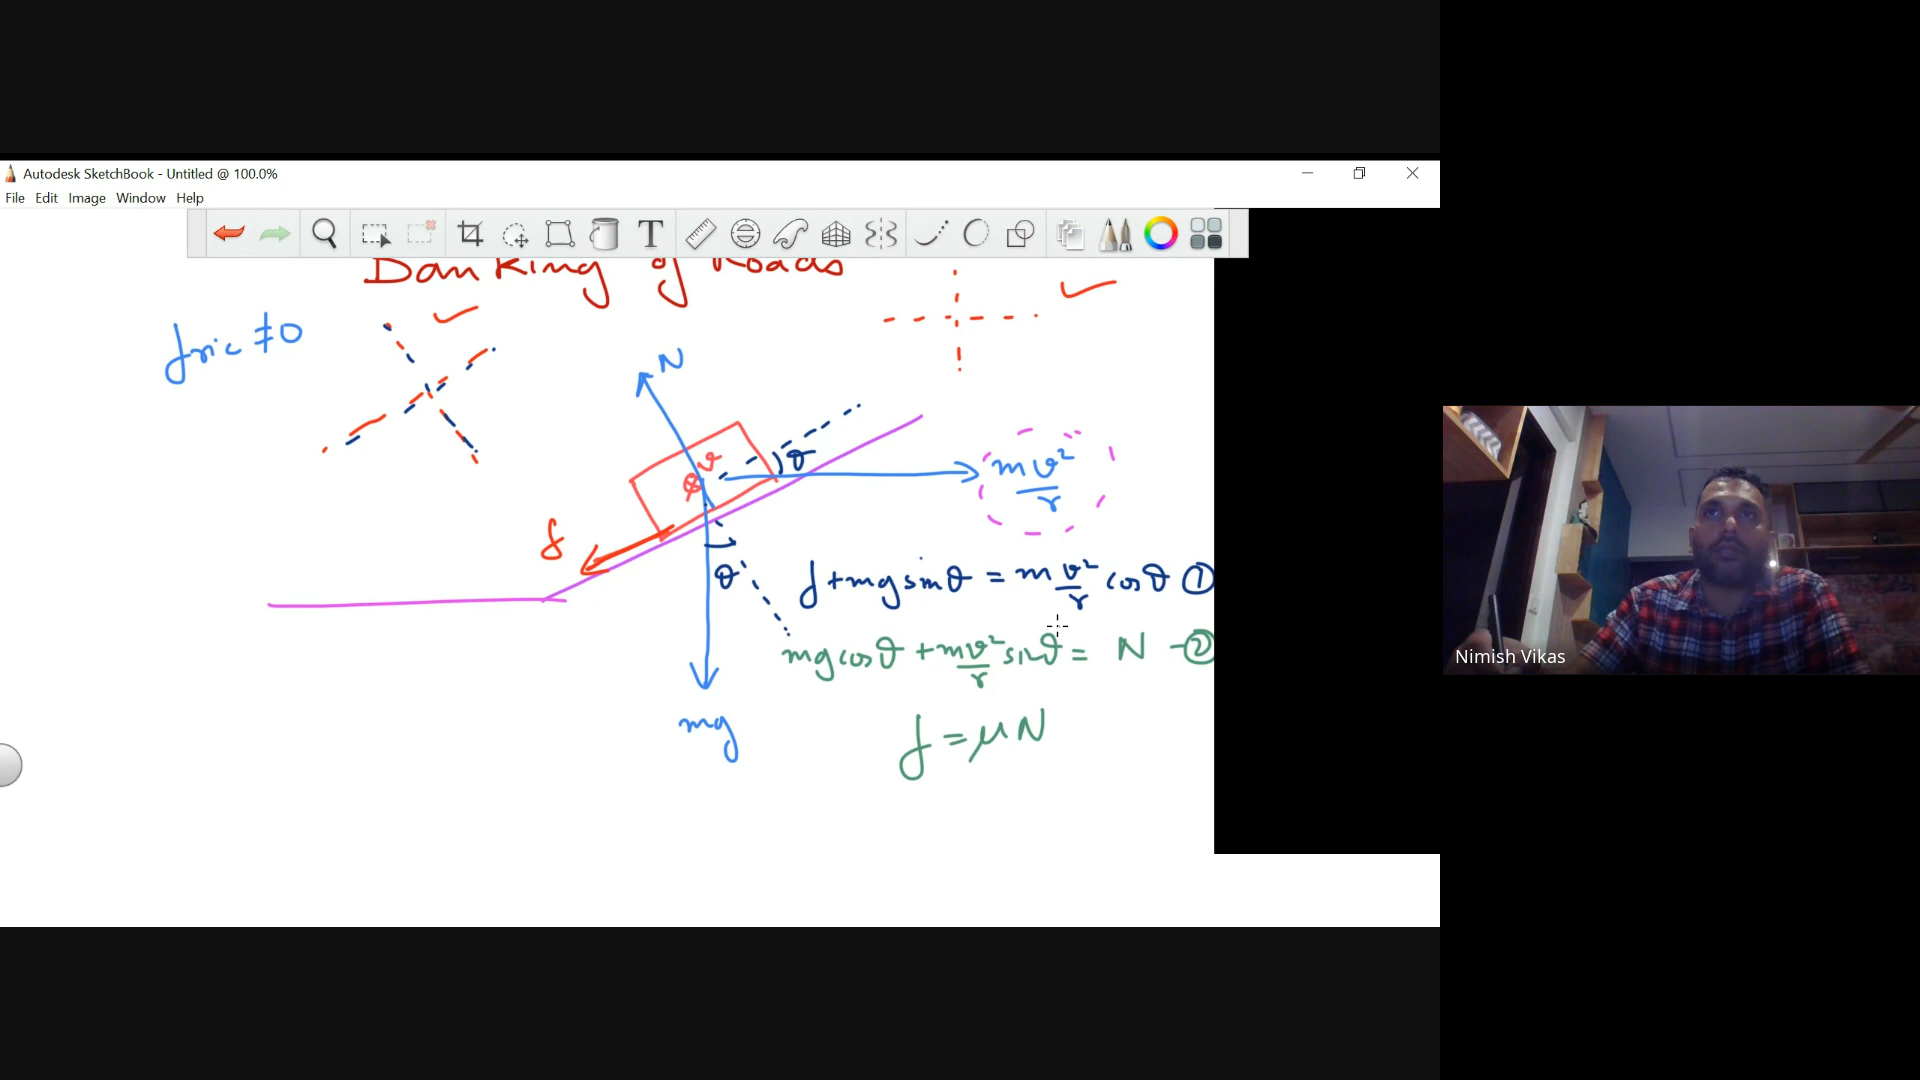 Autodesk SketchBook - Untitled @ 100.0%
File Edit Image Window Help
T
Banking of Roads
fric ≠0
N
v
θ
mv²/r
f
θ
f + mg sinθ = m v²/r cosθ ①
mg cosθ + mv²/r sinθ = N -②
mg
f = μN
Nimish Vikas